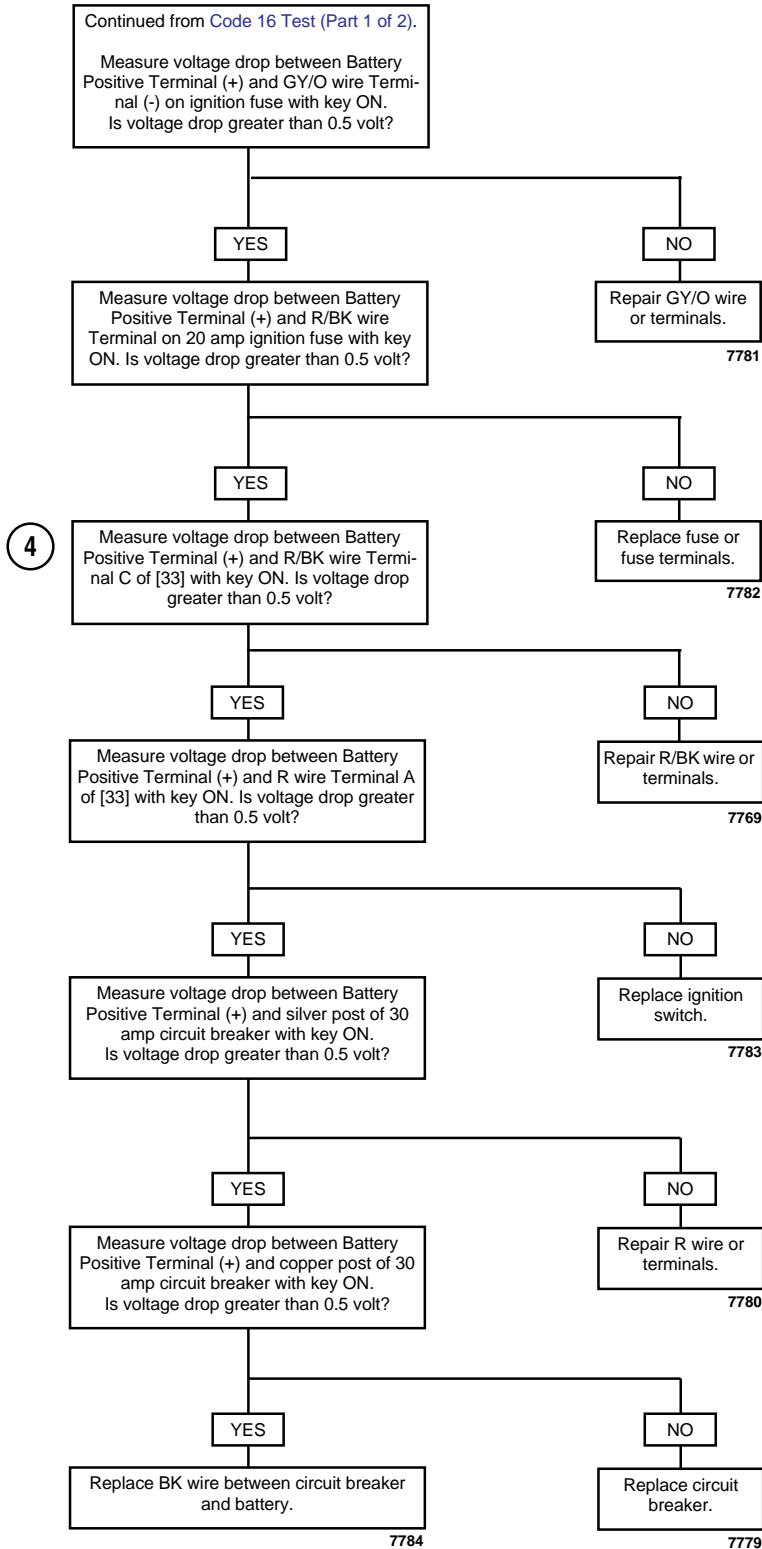 Continued from Code 16 Test (Part 1 of 2).
Measure voltage drop between Battery
Positive Terminal (+) and GY/O wire Termi-
nal (-) on ignition fuse with key ON.
Is voltage drop greater than 0.5 volt?
YES
NO
Measure voltage drop between Battery
Positive Terminal (+) and R/BK wire
Terminal on 20 amp ignition fuse with key
ON. Is voltage drop greater than 0.5 volt?
Repair GY/O wire
or terminals.
7781
YES
NO
4
Measure voltage drop between Battery
Positive Terminal (+) and R/BK wire Termi-
nal C of [33] with key ON. Is voltage drop
greater than 0.5 volt?
Replace fuse or
fuse terminals.
7782
YES
NO
Measure voltage drop between Battery
Positive Terminal (+) and R wire Terminal A
of [33] with key ON. Is voltage drop greater
than 0.5 volt?
Repair R/BK wire or
terminals.
7769
YES
NO
Measure voltage drop between Battery
Positive Terminal (+) and silver post of 30
amp circuit breaker with key ON.
Is voltage drop greater than 0.5 volt?
Replace ignition
switch.
7783
YES
NO
Measure voltage drop between Battery
Positive Terminal (+) and copper post of 30
amp circuit breaker with key ON.
Is voltage drop greater than 0.5 volt?
Repair R wire or
terminals.
7780
YES
NO
Replace BK wire between circuit breaker
and battery.
7784
Replace circuit
breaker.
7779